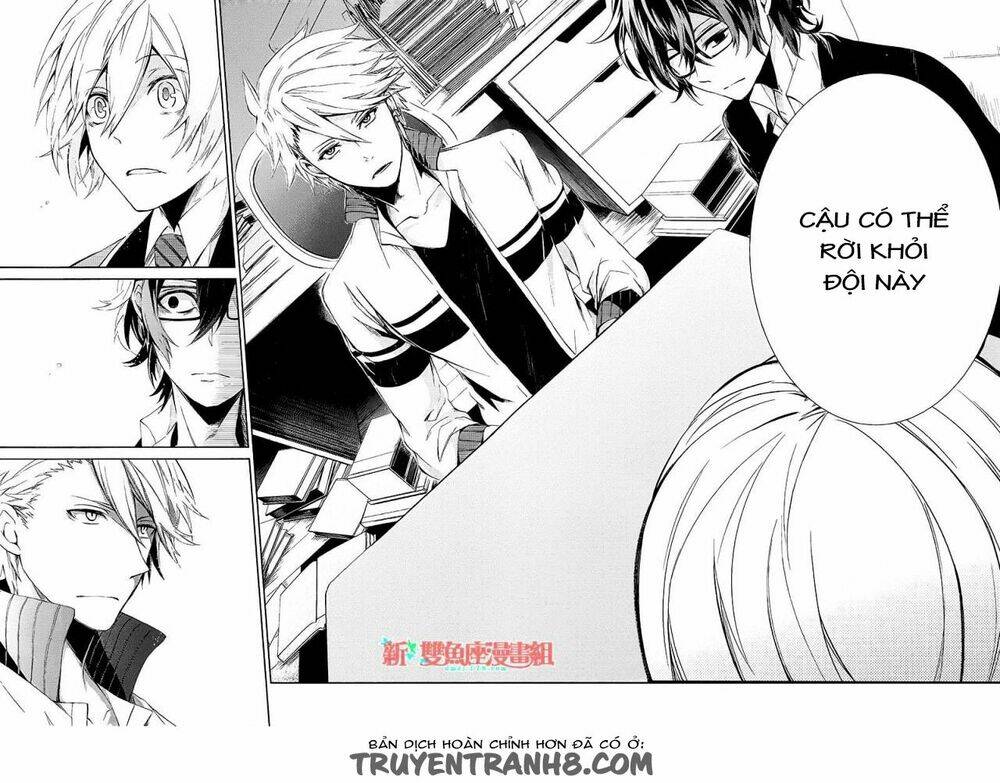 CẬU CÓ THỂ
RỜI KHỎI
ĐỘI NÀY
新 雙魚座漫畫組
BẢN DỊCH HOÀN CHỈNH HƠN ĐÃ CÓ Ở:
TRUYENTRANH8.COM